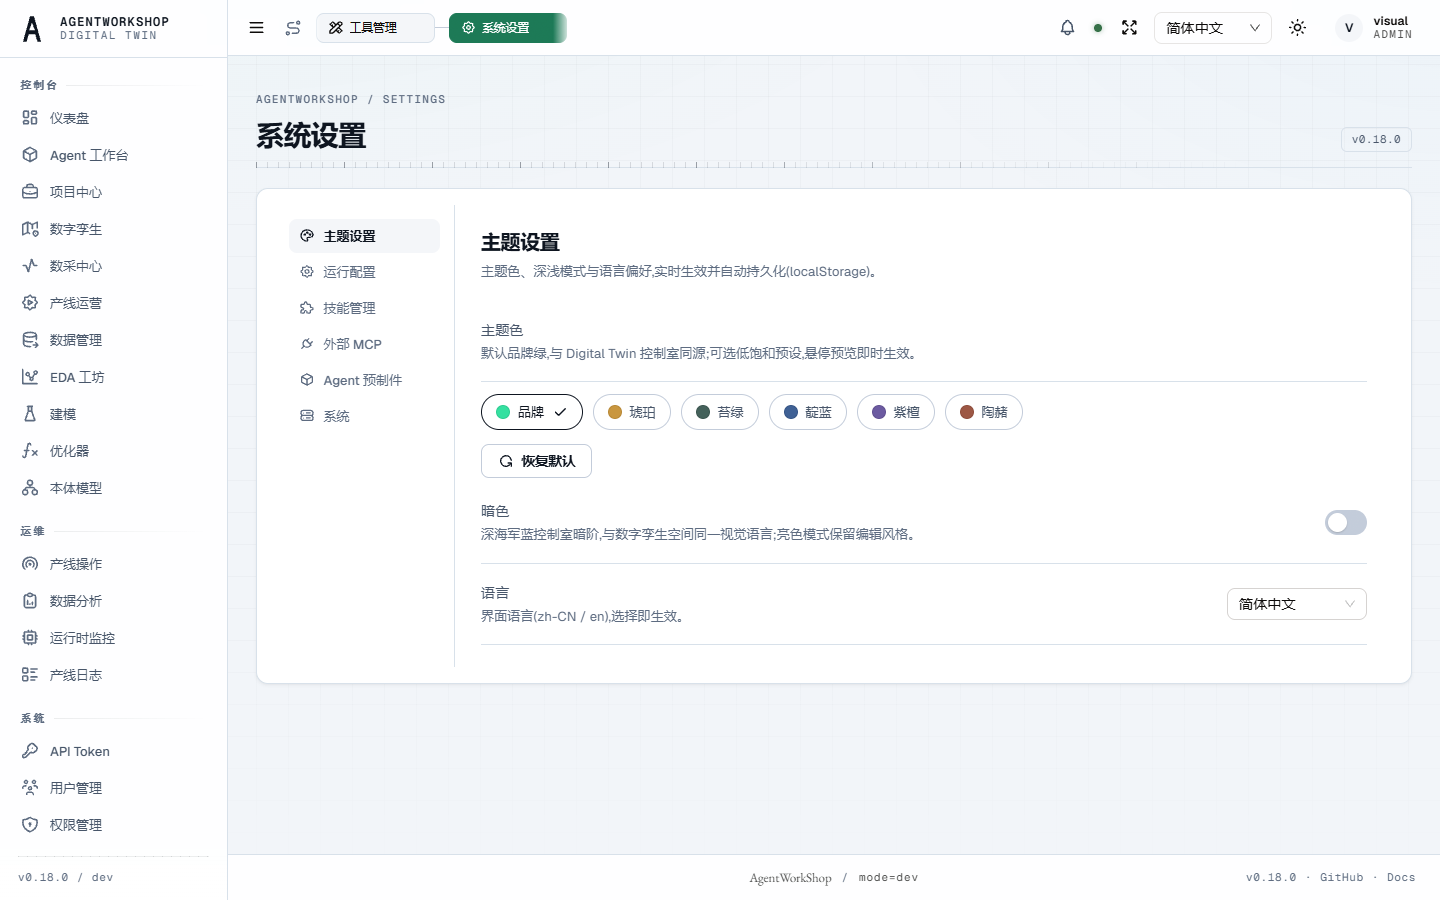 AGENTWORKSHOP
DIGITAL TWIN
控制台
仪表盘
Agent 工作台
项目中心
数字孪生
数采中心
产线运营
数据管理
EDA 工坊
建模
优化器
本体模型
运维
产线操作
数据分析
运行时监控
产线日志
系统
API Token
用户管理
权限管理
v0.18.0 / dev
工具管理
系统设置
简体中文
V
visual
ADMIN
AGENTWORKSHOP / SETTINGS
系统设置
v0.18.0
主题设置
运行配置
技能管理
外部 MCP
Agent 预制件
系统
主题设置
主题色、深浅模式与语言偏好,实时生效并自动持久化(localStorage)。
主题色
默认品牌绿,与 Digital Twin 控制室同源;可选低饱和预设,悬停预览即时生效。
品牌
琥珀
苔绿
靛蓝
紫檀
陶赭
恢复默认
暗色
深海军蓝控制室暗阶,与数字孪生空间同一视觉语言;亮色模式保留编辑风格。
语言
界面语言(zh-CN / en),选择即生效。
简体中文
AgentWorkShop / mode=dev
v0.18.0 · GitHub · Docs